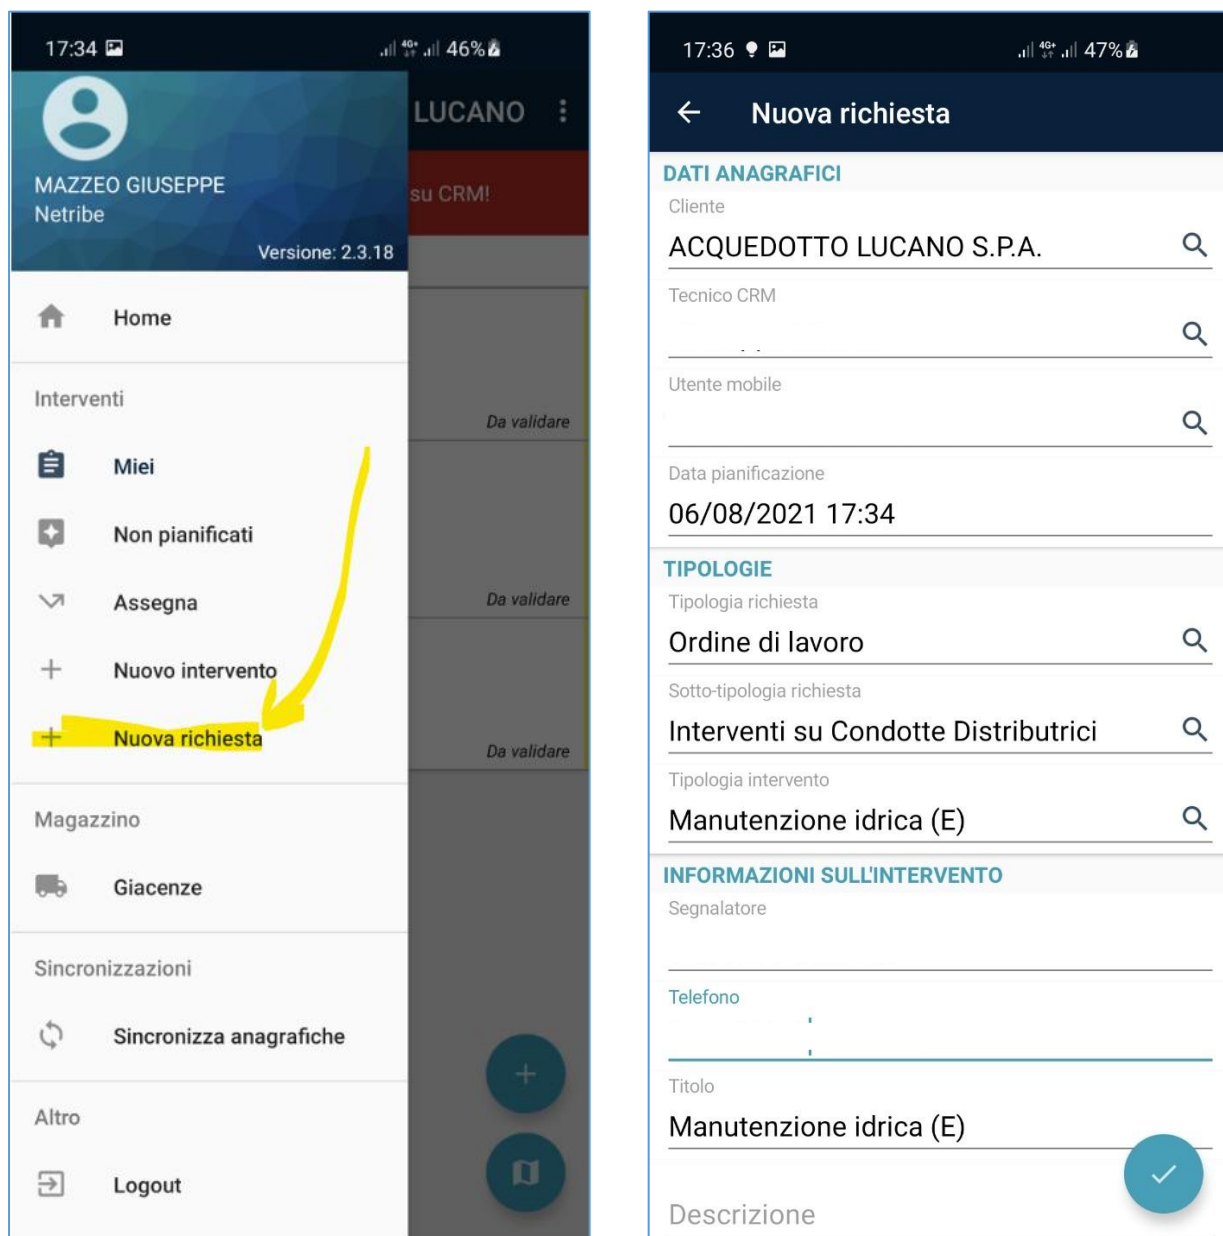 17:34
4G+ 46%
LUCANO
MAZZEO GIUSEPPE
Netribe
su CRM!
Versione: 2.3.18
Home
Interventi
Da validare
Miei
Non pianificati
Assegna
Da validare
Nuovo intervento
Nuova richiesta
Da validare
Magazzino
Giacenze
Sincronizzazioni
Sincronizza anagrafiche
Altro
Logout
17:36
4G+ 47%
Nuova richiesta
DATI ANAGRAFICI
Cliente
ACQUEDOTTO LUCANO S.P.A.
Tecnico CRM
Utente mobile
Data pianificazione
06/08/2021 17:34
TIPOLOGIE
Tipologia richiesta
Ordine di lavoro
Sotto-tipologia richiesta
Interventi su Condotte Distributrici
Tipologia intervento
Manutenzione idrica (E)
INFORMAZIONI SULL'INTERVENTO
Segnalatore
Telefono
Titolo
Manutenzione idrica (E)
Descrizione